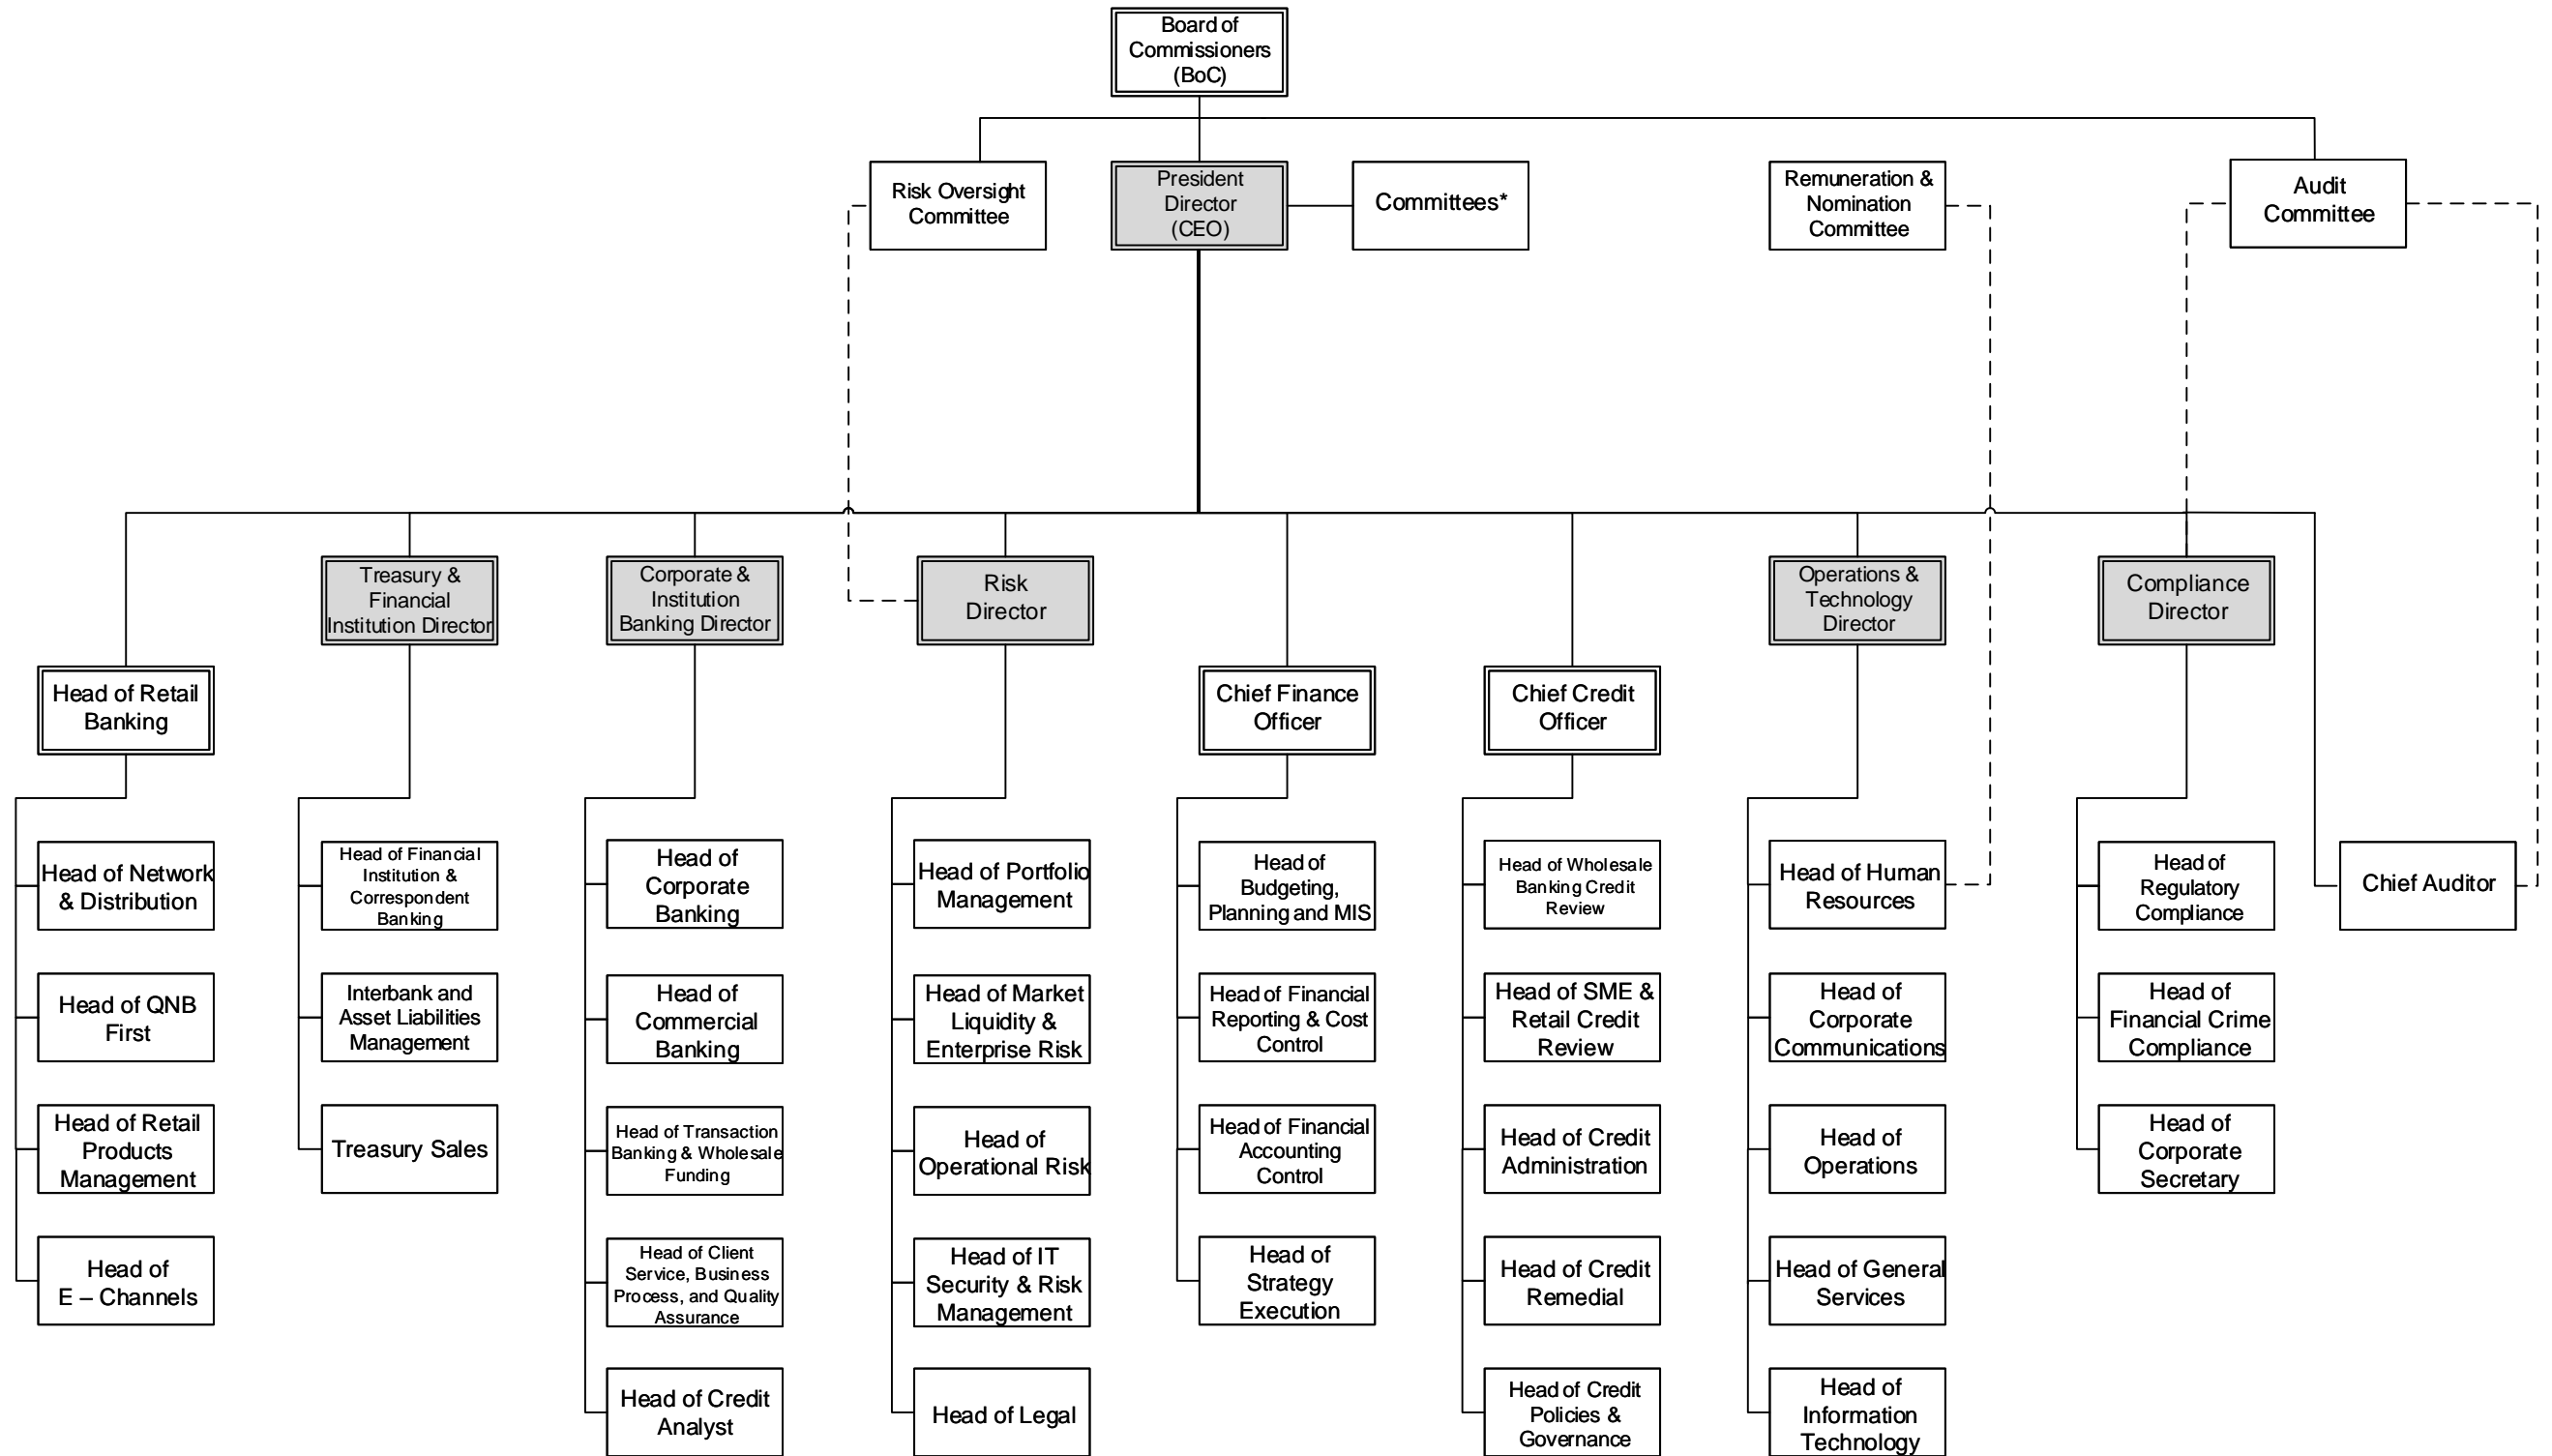 Board of
Commissioners
(BoC)
Risk Oversight
Committee
President
Director
(CEO)
Committees*
Remuneration &
Nomination
Committee
Audit
Committee
Treasury &
Financial
Institution Director
Corporate &
Institution
Banking Director
Risk
Director
Operations &
Technology
Director
Compliance
Director
Head of Retail
Banking
Chief Finance
Officer
Chief Credit
Officer
Head of Network
& Distribution
Head of Financial
Institution &
Correspondent
Banking
Head of
Corporate
Banking
Head of Portfolio
Management
Head of
Budgeting,
Planning and MIS
Head of Wholesale
Banking Credit
Review
Head of Human
Resources
Head of
Regulatory
Compliance
Chief Auditor
Head of QNB
First
Interbank and
Asset Liabilities
Management
Head of
Commercial
Banking
Head of Market
Liquidity &
Enterprise Risk
Head of Financial
Reporting & Cost
Control
Head of SME &
Retail Credit
Review
Head of
Corporate
Communications
Head of
Financial Crime
Compliance
Head of Retail
Products
Management
Treasury Sales
Head of Transaction
Banking & Wholesale
Funding
Head of
Operational Risk
Head of Financial
Accounting
Control
Head of Credit
Administration
Head of
Operations
Head of
Corporate
Secretary
Head of
E – Channels
Head of Client
Service, Business
Process, and Quality
Assurance
Head of IT
Security & Risk
Management
Head of
Strategy
Execution
Head of Credit
Remedial
Head of General
Services
Head of Credit
Analyst
Head of Legal
Head of Credit
Policies &
Governance
Head of
Information
Technology